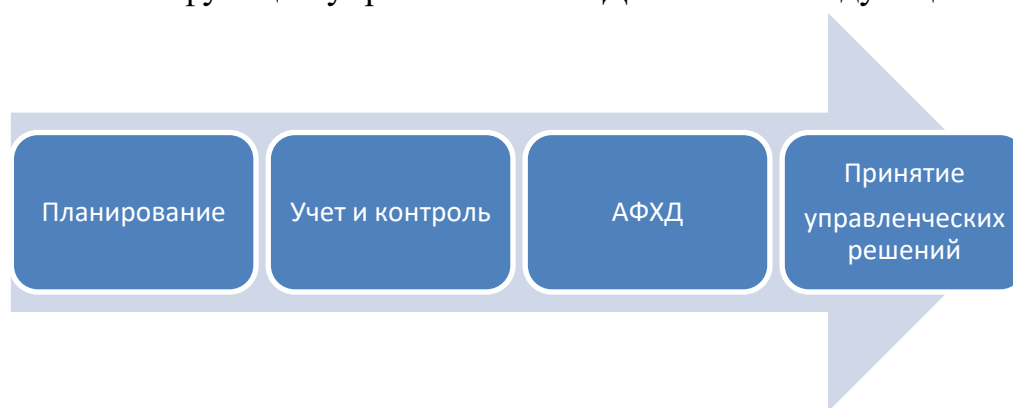 Планирование
Учет и контроль
АФХД
Принятие
управленческих
решений